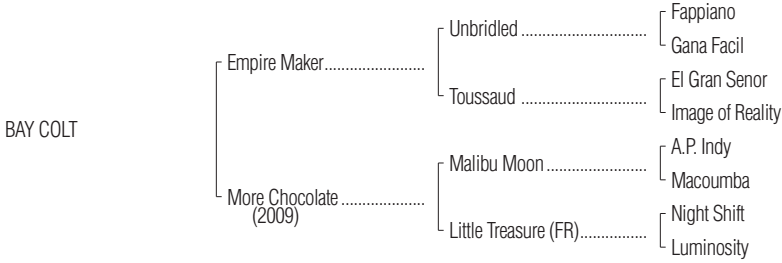 Fappiano
Unbridled ..............................
Gana Facil
Empire Maker........................
El Gran Senor
Toussaud ..............................
Image of Reality
BAY COLT
A.P. Indy
Malibu Moon ........................
Macoumba
More Chocolate ....................
(2009)
Night Shift
Little Treasure (FR)................
Luminosity